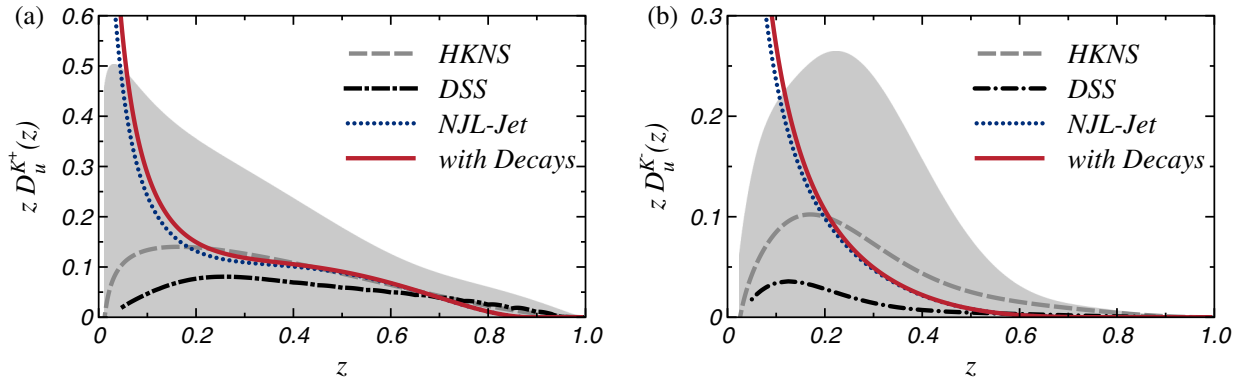 (a)
z D_u^{K^+}(z)
0.6
0.5
0.4
0.3
0.2
0.1
0
HKNS
DSS
NJL-Jet
with Decays
0 0.2 0.4 0.6 0.8 1.0
z
(b)
z D_u^{K^-}(z)
0.3
0.2
0.1
0
HKNS
DSS
NJL-Jet
with Decays
0 0.2 0.4 0.6 0.8 1.0
z